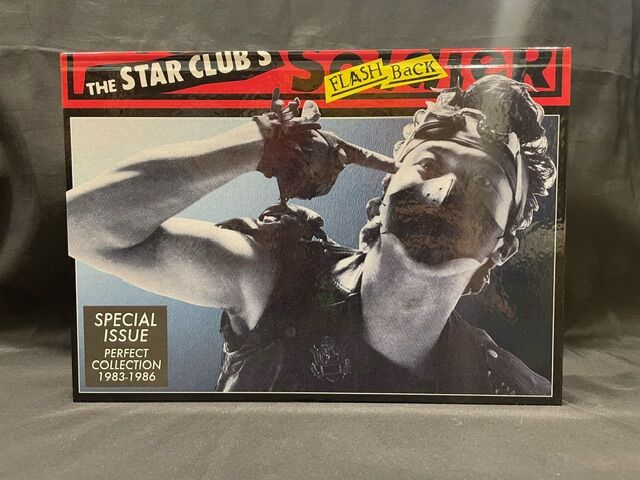 THE STAR CLUB'S
FLASH BACK
SPECIAL
ISSUE
PERFECT
COLLECTION
1983-1986